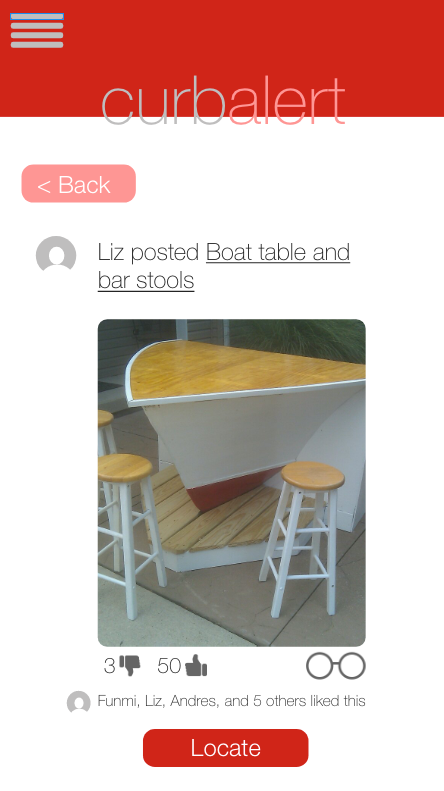 curbalert
< Back
Liz posted Boat table and
bar stools
3 50
Funmi, Liz, Andres, and 5 others liked this
Locate